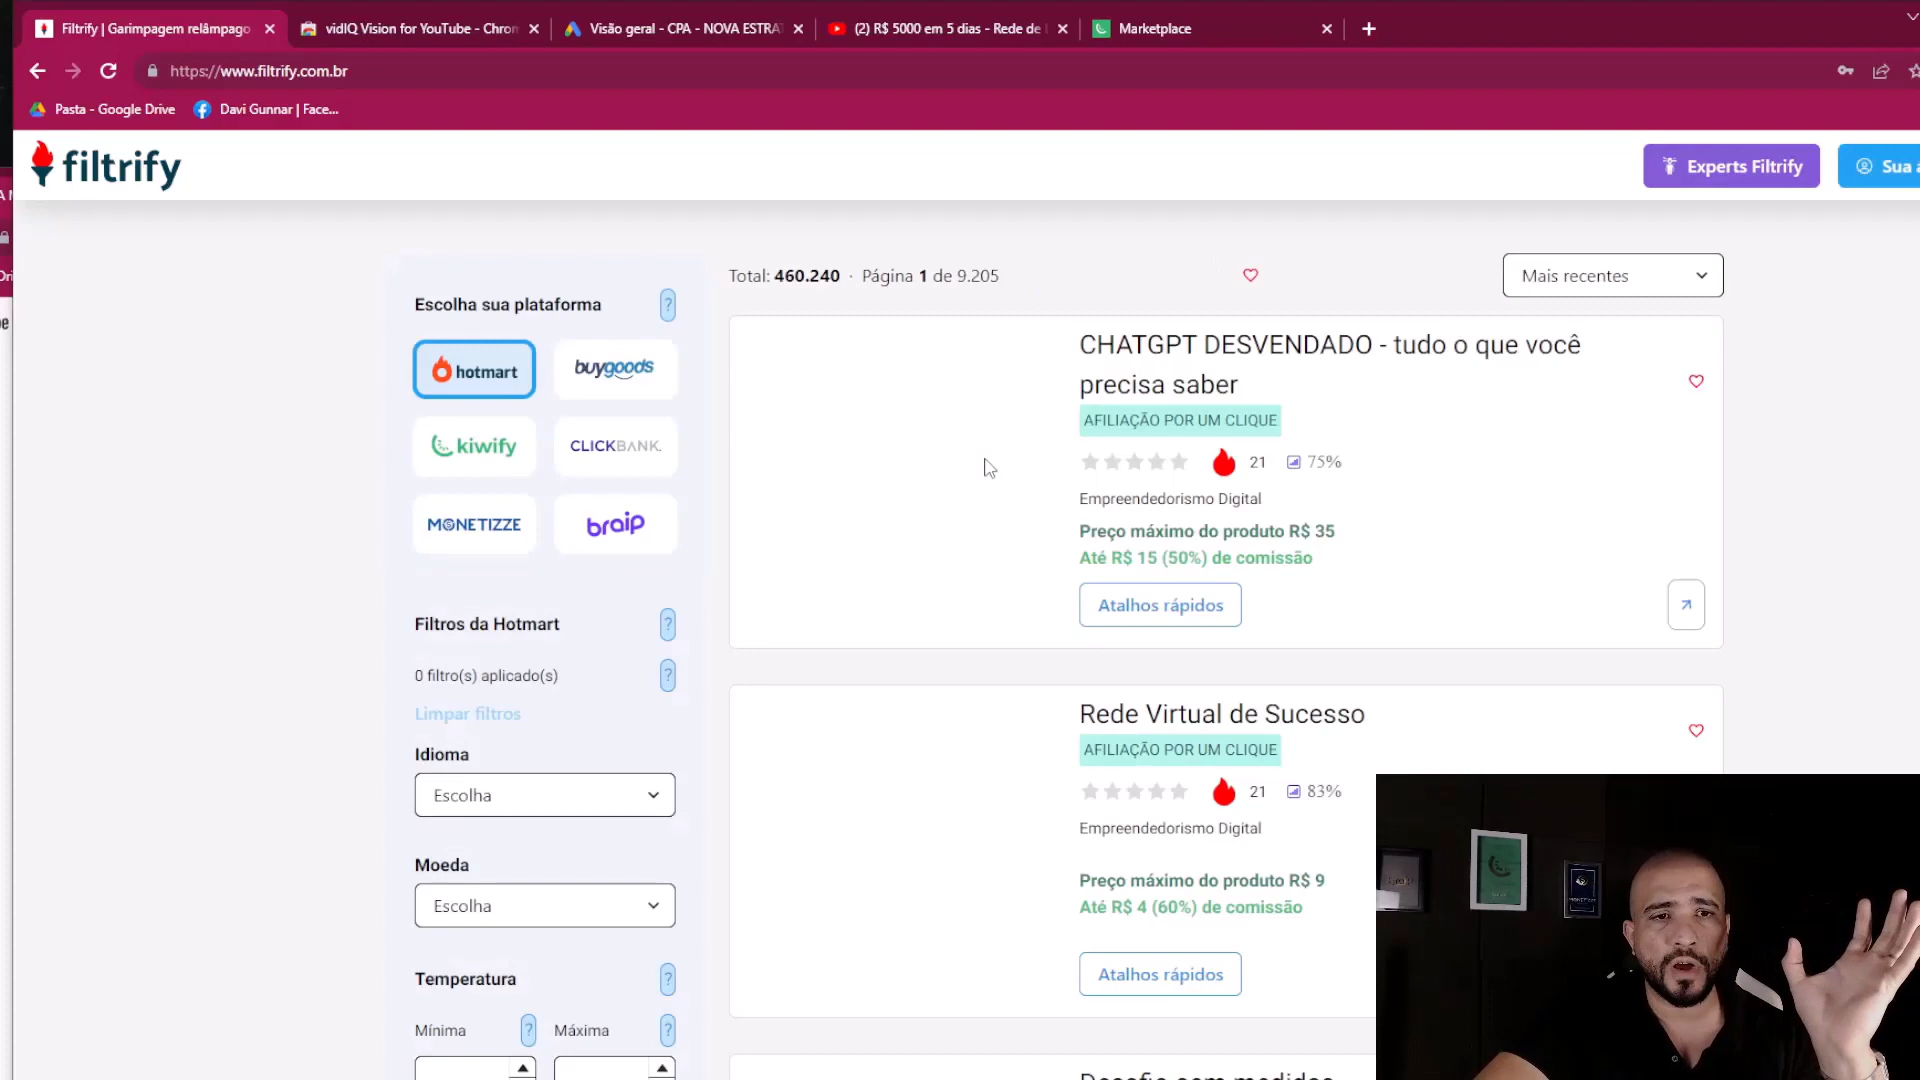 Filtrify | Garimpagem relâmpago
vidIQ Vision for YouTube - Chron
Visão geral - CPA - NOVA ESTRA
(2) R$ 5000 em 5 dias - Rede de
Marketplace
https://www.filtrify.com.br
Pasta - Google Drive
Davi Gunnar | Face...
filtrify
Experts Filtrify
Sua
Total: 460.240 · Página 1 de 9.205
Mais recentes
Escolha sua plataforma
?
hotmart
buygoods
kiwify
CLICKBANK
MONETIZZE
braip
Filtros da Hotmart
?
0 filtro(s) aplicado(s)
?
Limpar filtros
Idioma
Escolha
Moeda
Escolha
Temperatura
?
Mínima
?
Máxima
?
CHATGPT DESVENDADO - tudo o que você
precisa saber
AFILIAÇÃO POR UM CLIQUE
21
75%
Empreendedorismo Digital
Preço máximo do produto R$ 35
Até R$ 15 (50%) de comissão
Atalhos rápidos
Rede Virtual de Sucesso
AFILIAÇÃO POR UM CLIQUE
21
83%
Empreendedorismo Digital
Preço máximo do produto R$ 9
Até R$ 4 (60%) de comissão
Atalhos rápidos
Desafio sem medidas